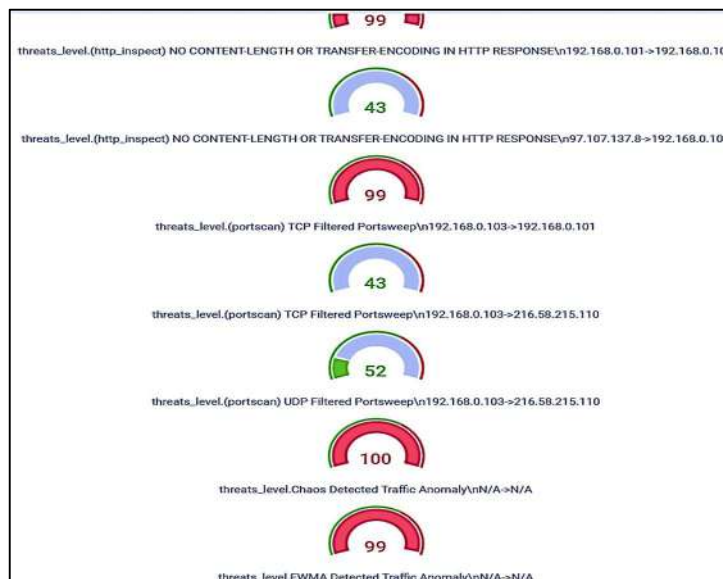 99
threats_level.(http_inspect) NO CONTENT-LENGTH OR TRANSFER-ENCODING IN HTTP RESPONSE\n192.168.0.101->192.168.0.10
43
threats_level.(http_inspect) NO CONTENT-LENGTH OR TRANSFER-ENCODING IN HTTP RESPONSE\n97.107.137.8->192.168.0.10
99
threats_level.(portscan) TCP Filtered Portsweep\n192.168.0.103->192.168.0.101
43
threats_level.(portscan) TCP Filtered Portsweep\n192.168.0.103->216.58.215.110
52
threats_level.(portscan) UDP Filtered Portsweep\n192.168.0.103->216.58.215.110
100
threats_level.Chaos Detected Traffic Anomaly\nN/A->N/A
99
threats_level.EWMA Detected Traffic Anomaly\nN/A->N/A